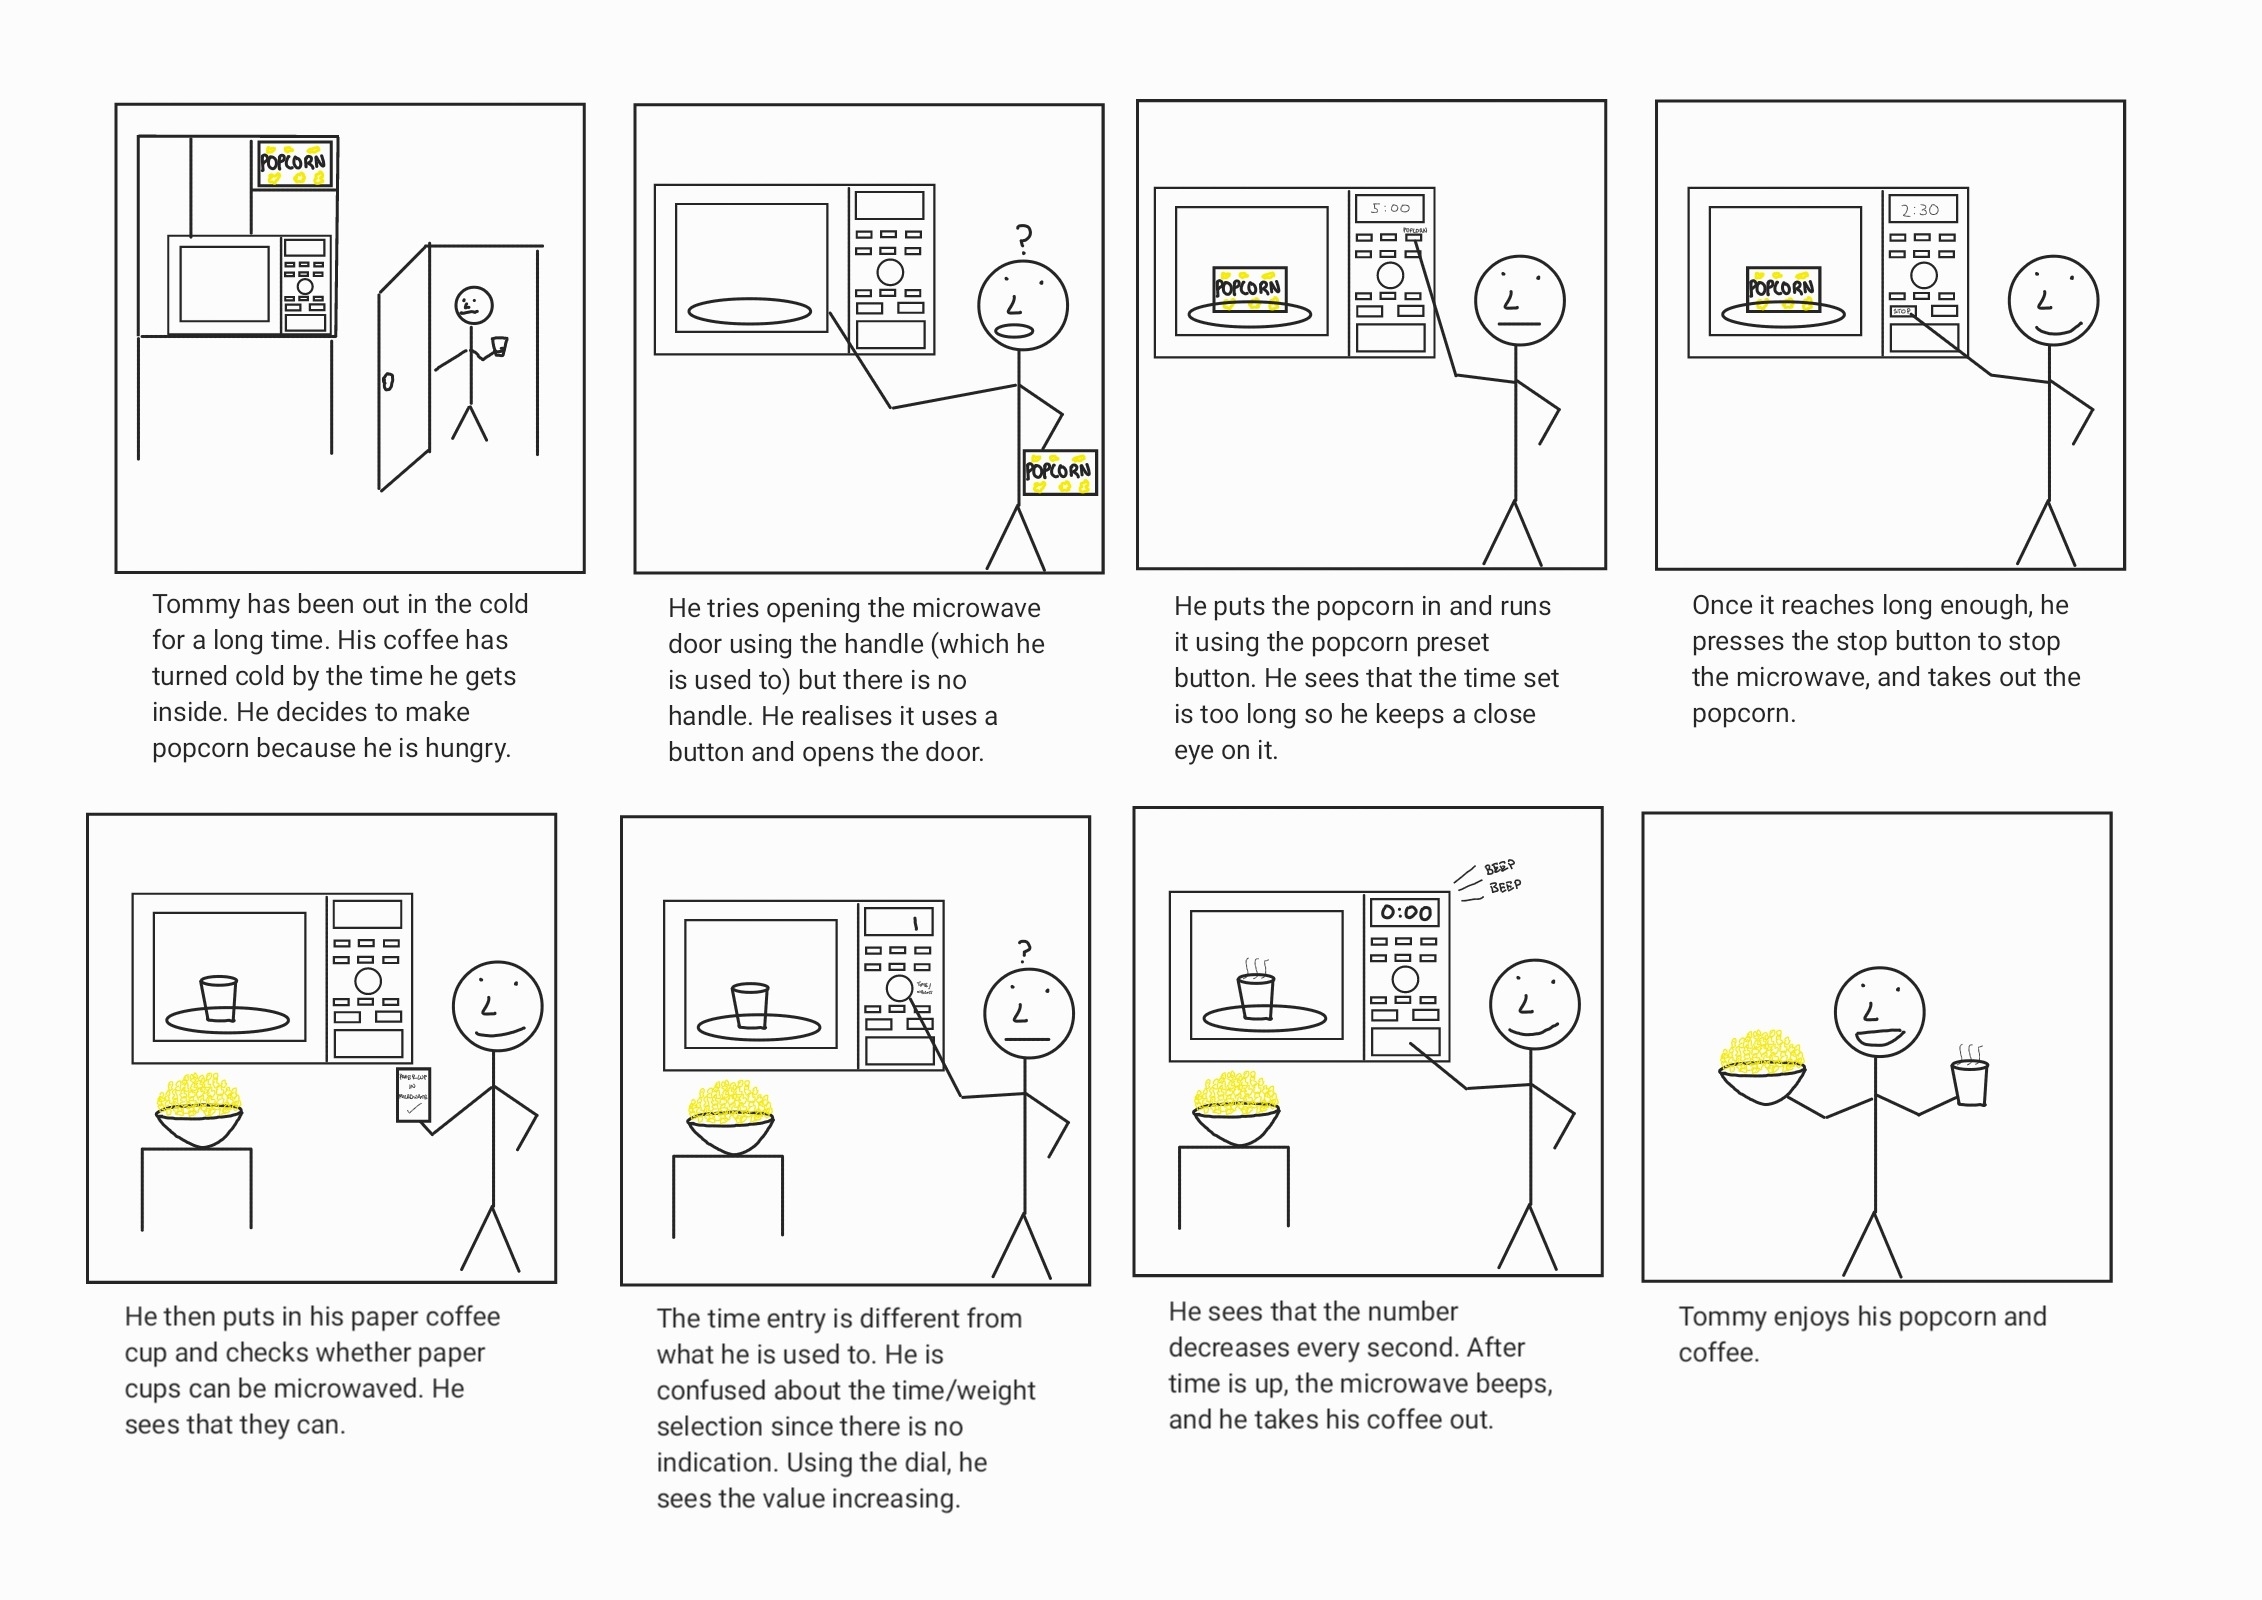 POPCORN
Tommy has been out in the cold
for a long time. His coffee has
turned cold by the time he gets
inside. He decides to make
popcorn because he is hungry.
?
POPCORN
He tries opening the microwave
door using the handle (which he
is used to) but there is no
handle. He realises it uses a
button and opens the door.
5:00
POPCORN
POPCORN
He puts the popcorn in and runs
it using the popcorn preset
button. He sees that the time set
is too long so he keeps a close
eye on it.
2:30
POPCORN
STOP
Once it reaches long enough, he
presses the stop button to stop
the microwave, and takes out the
popcorn.
IN
He then puts in his paper coffee
cup and checks whether paper
cups can be microwaved. He
sees that they can.
1
?
TIME/
The time entry is different from
what he is used to. He is
confused about the time/weight
selection since there is no
indication. Using the dial, he
sees the value increasing.
BEEP
BEEP
0:00
He sees that the number
decreases every second. After
time is up, the microwave beeps,
and he takes his coffee out.
Tommy enjoys his popcorn and
coffee.